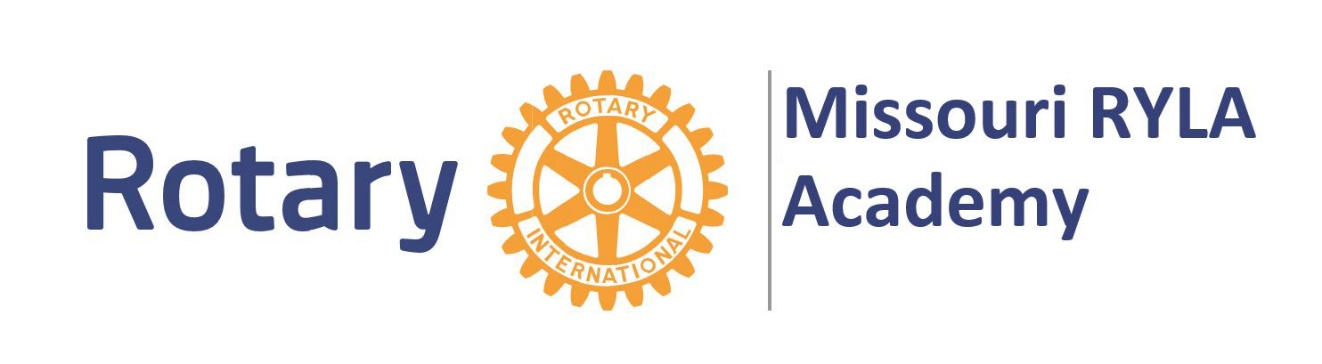 Rotary
ROTARY
INTERNATIONAL
Missouri RYLA
Academy